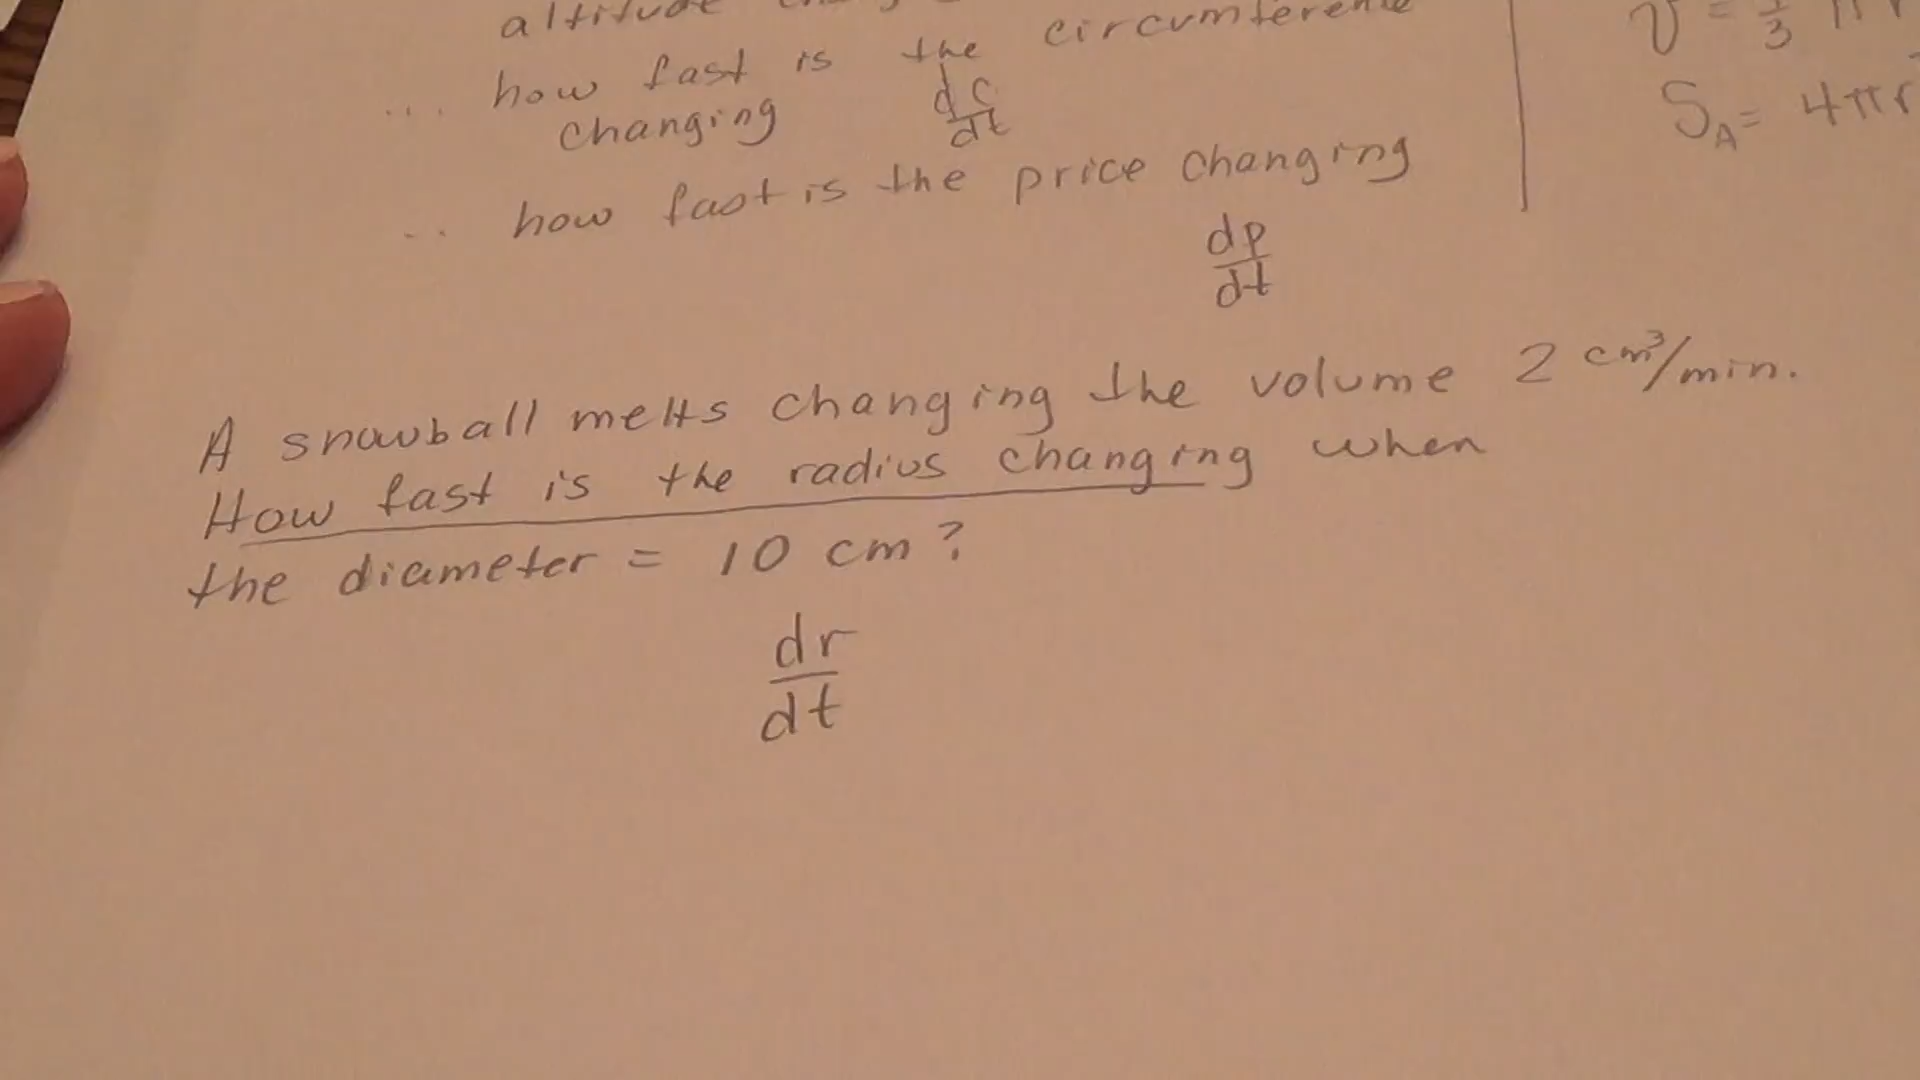 altitude
... how fast is the circumference
changing dc/dt
.. how fast is the price changing
dp/dt
V = 1/3 π r
S_A = 4πr
A snowball melts changing the volume 2 cm³/min.
How fast is the radius changing when
the diameter = 10 cm?
dr/dt